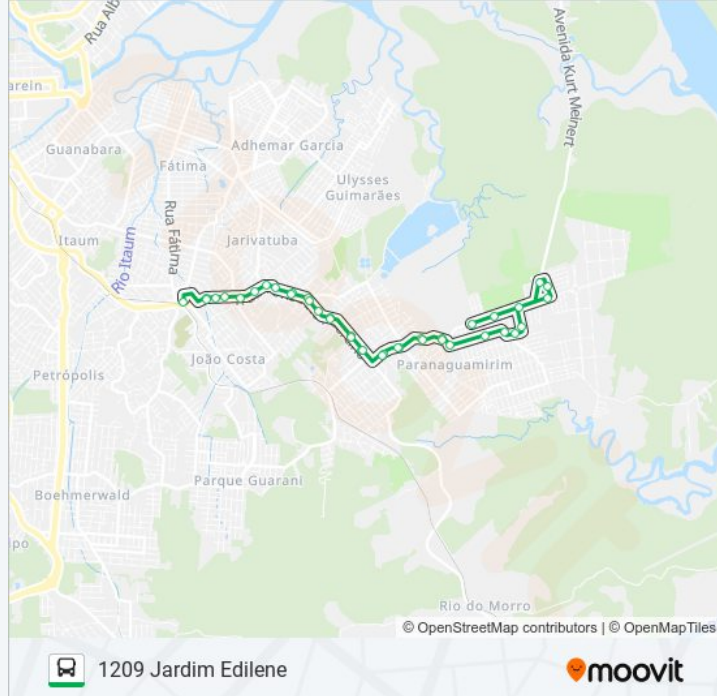 Rua Alb
Avenida Kurt Meinert
arein
Guanabara
Adhemar Garcia
Fátima
Ulysses
Guimarães
Rua Fátima
Itaum
Rio Itaum
Jarivatuba
João Costa
Paranaguamirim
Petrópolis
Parque Guarani
Boehmerwald
ipo
Rio do Morro
© OpenStreetMap contributors | © OpenMapTiles
1209 Jardim Edilene
moovit